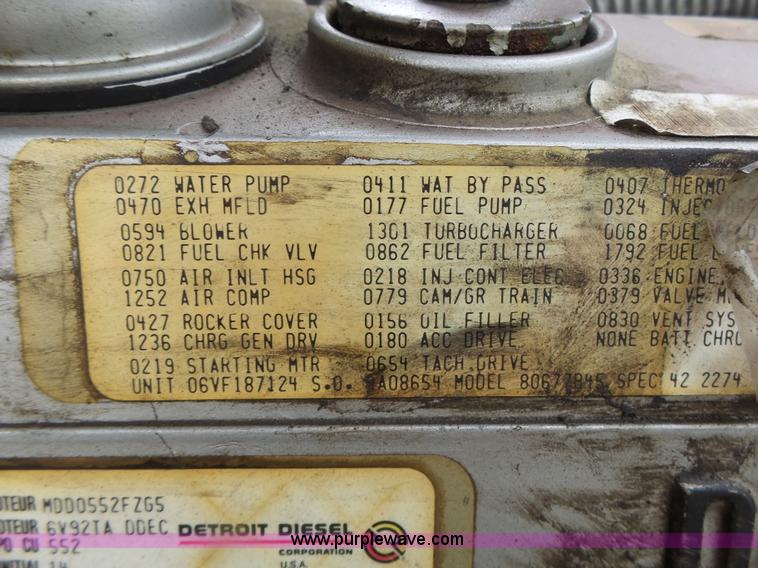 0272 WATER PUMP 0411 WAT BY PASS 0407 THERMO
0470 EXH MFLD 0177 FUEL PUMP 0324
0594 BLOWER 1301 TURBOCHARGER 0068 FUEL
0821 FUEL CHK VLV 0862 FUEL FILTER 1792 FUEL
0750 AIR INLT HSG 0218 INJ CONT ELEC 0336 ENGINE
1252 AIR COMP 0779 CAM/GR TRAIN 0379 VALVE
0427 ROCKER COVER 0156 OIL FILLER 0830 VENT SYS
1236 CHRG GEN DRV 0180 ACC DRIVE NONE BATT.CHRG
0219 STARTING MTR 0654 TACH.DRIVE
UNIT 06VF187124 S.O. MODEL SPEC 42 2274
MDD0552FZG5
6V92TA DDEC DETROIT DIESEL
CU 552 CORPORATION
14 U.S.A.
www.purplewave.com